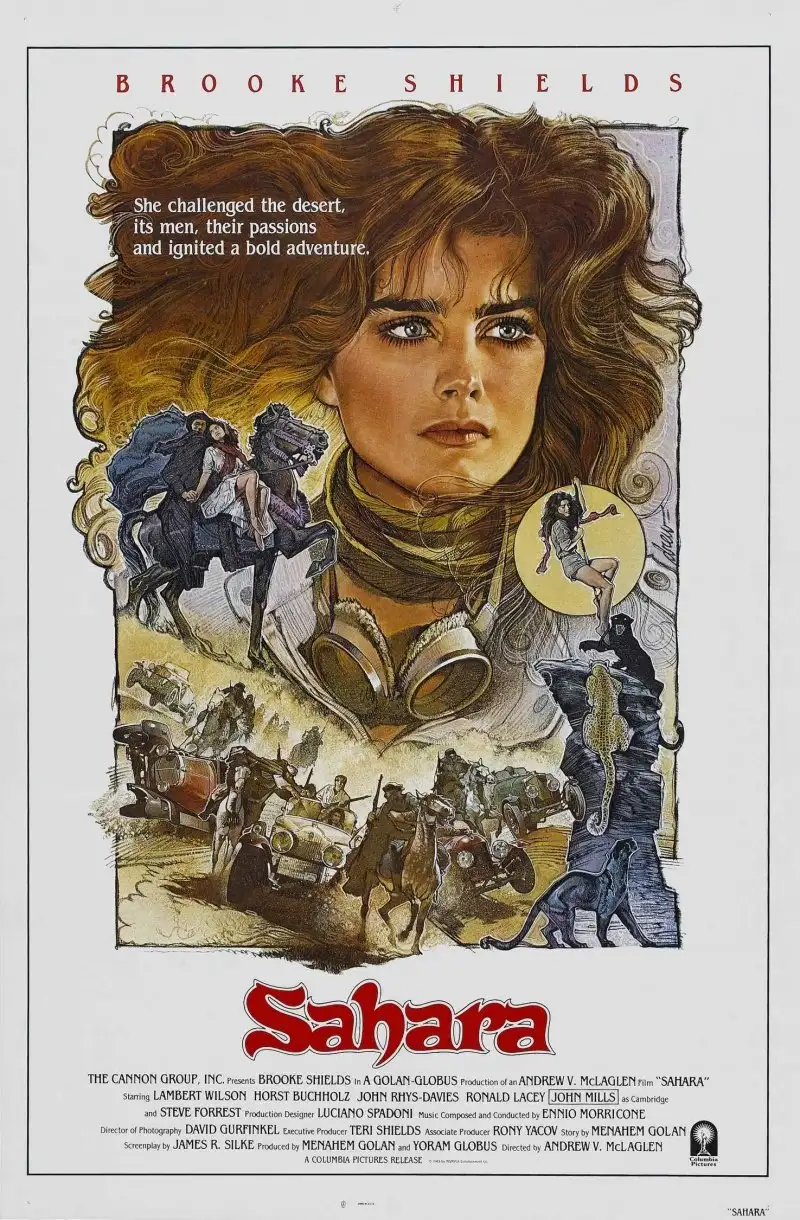 BROOKE SHIELDS
She challenged the desert,
its men, their passions
and ignited a bold adventure.
Drew
Sahara
THE CANNON GROUP, INC. Presents BROOKE SHIELDS in A GOLAN-GLOBUS Production of an ANDREW V. McLAGLEN Film "SAHARA"
Starring LAMBERT WILSON HORST BUCHHOLZ JOHN RHYS-DAVIES RONALD LACEY JOHN MILLS as Cambridge
and STEVE FORREST Production Designer LUCIANO SPADONI Music Composed and Conducted by ENNIO MORRICONE
Director of Photography DAVID GURFINKEL Executive Producer TERI SHIELDS Associate Producer RONY YACOV Story by MENAHEM GOLAN
Screenplay by JAMES R. SILKE Produced by MENAHEM GOLAN and YORAM GLOBUS Directed by ANDREW V. McLAGLEN
A COLUMBIA PICTURES RELEASE
Columbia
Pictures
"SAHARA"